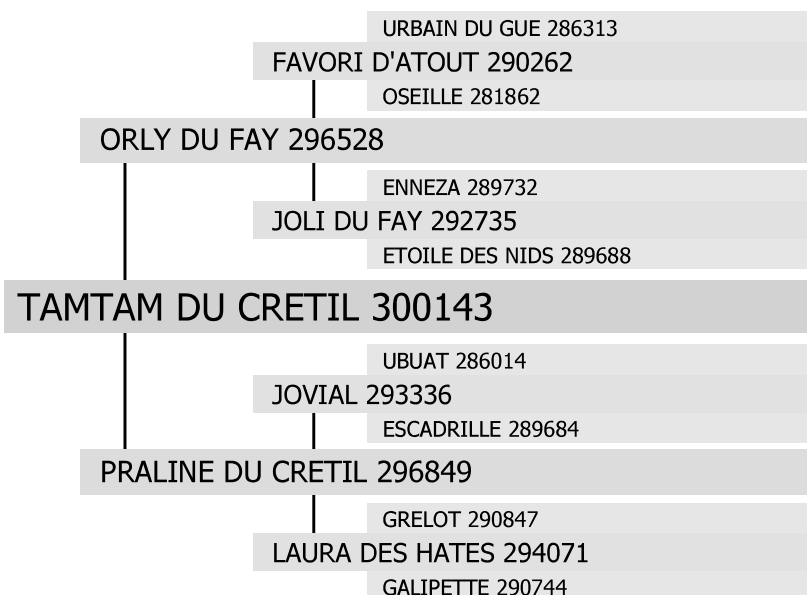 URBAIN DU GUE 286313
FAVORI D'ATOUT 290262
OSEILLE 281862
ORLY DU FAY 296528
ENNEZA 289732
JOLI DU FAY 292735
ETOILE DES NIDS 289688
TAMTAM DU CRETIL 300143
UBUAT 286014
JOVIAL 293336
ESCADRILLE 289684
PRALINE DU CRETIL 296849
GRELOT 290847
LAURA DES HATES 294071
GALIPETTE 290744